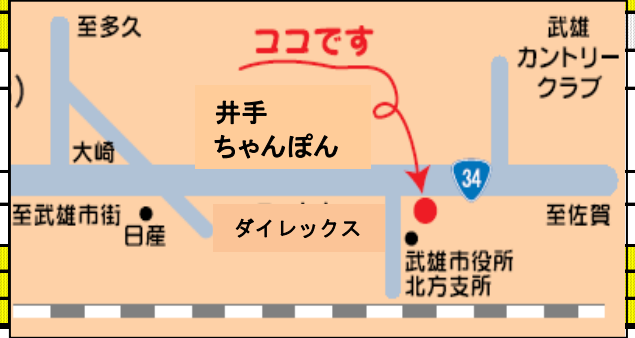 至多久
ココです
武雄
カントリー
クラブ
)
井手
ちゃんぽん
大崎
34
至武雄市街
日産
ダイレックス
至佐賀
武雄市役所
北方支所